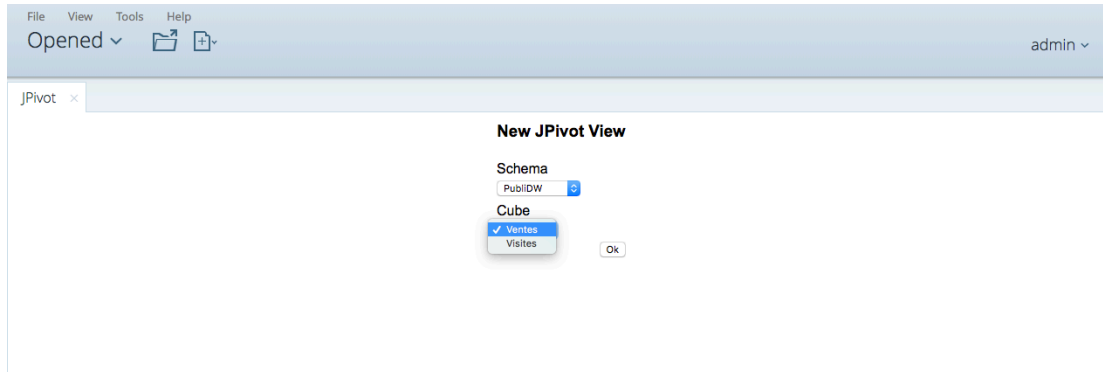 File View Tools Help
Opened
admin
JPivot ×
New JPivot View
Schema
PubliDW
Cube
✓ Ventes
Visites
Ok